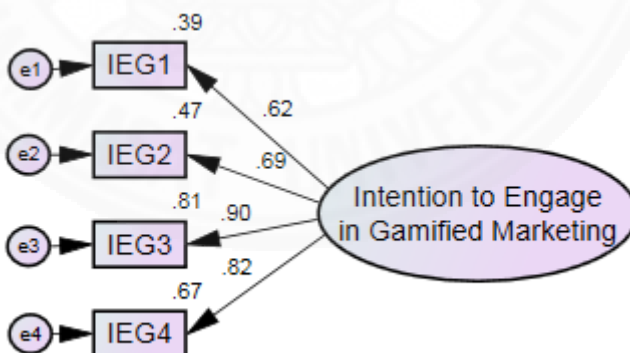 .39
e1
IEG1
.62
.47
e2
IEG2
.69
Intention to Engage
in Gamified Marketing
.81
.90
e3
IEG3
.82
.67
e4
IEG4